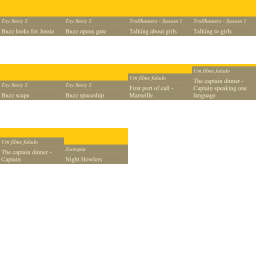 Toy Story 3
Buzz looks for Jessie
Toy Story 3
Buzz opens gate
Trollhunters - Season 1
Talking about girls
Trollhunters - Season 1
Talking to girls
Toy Story 3
Buzz scape
Toy Story 3
Buzz spaceship
Um filme falado
First port of call -
Marseille
Um filme falado
The captain dinner -
Captain speaking one
language
Um filme falado
The captain dinner -
Captain
Zootopia
Night Howlers